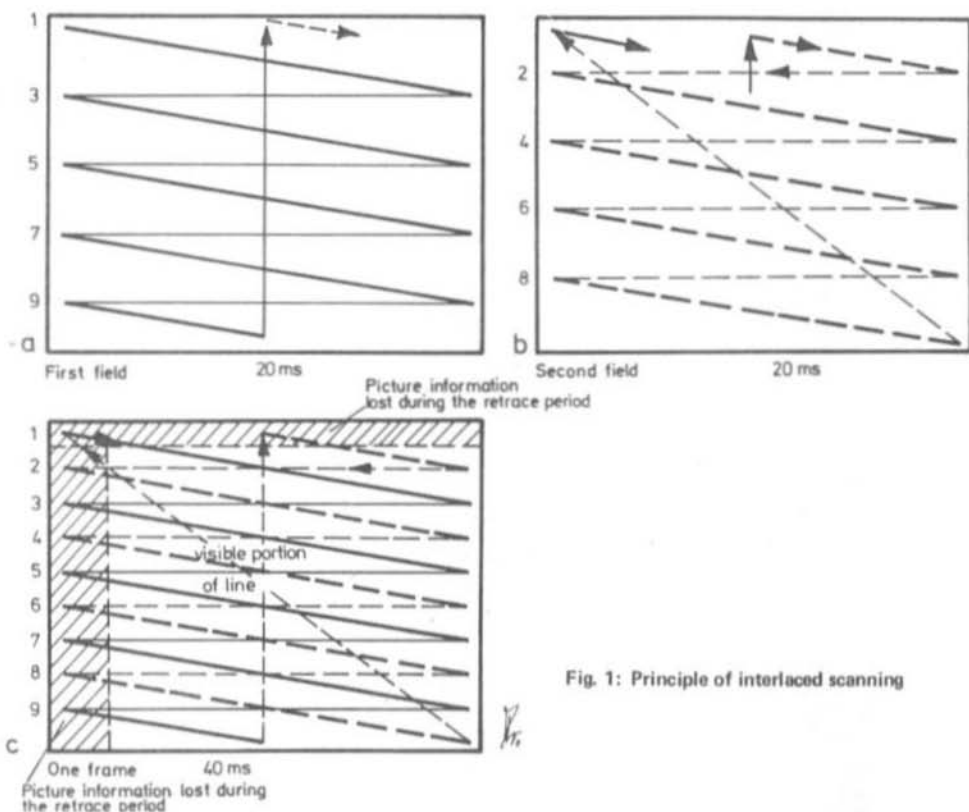 1
3
5
7
9
a
First field 20 ms
2
4
6
8
b
Second field 20 ms
Picture information
lost during the retrace period
1
2
3
4
5
6
7
8
9
visible portion
of line
c
One frame 40 ms
Picture information lost during
the retrace period
Fig. 1: Principle of interlaced scanning